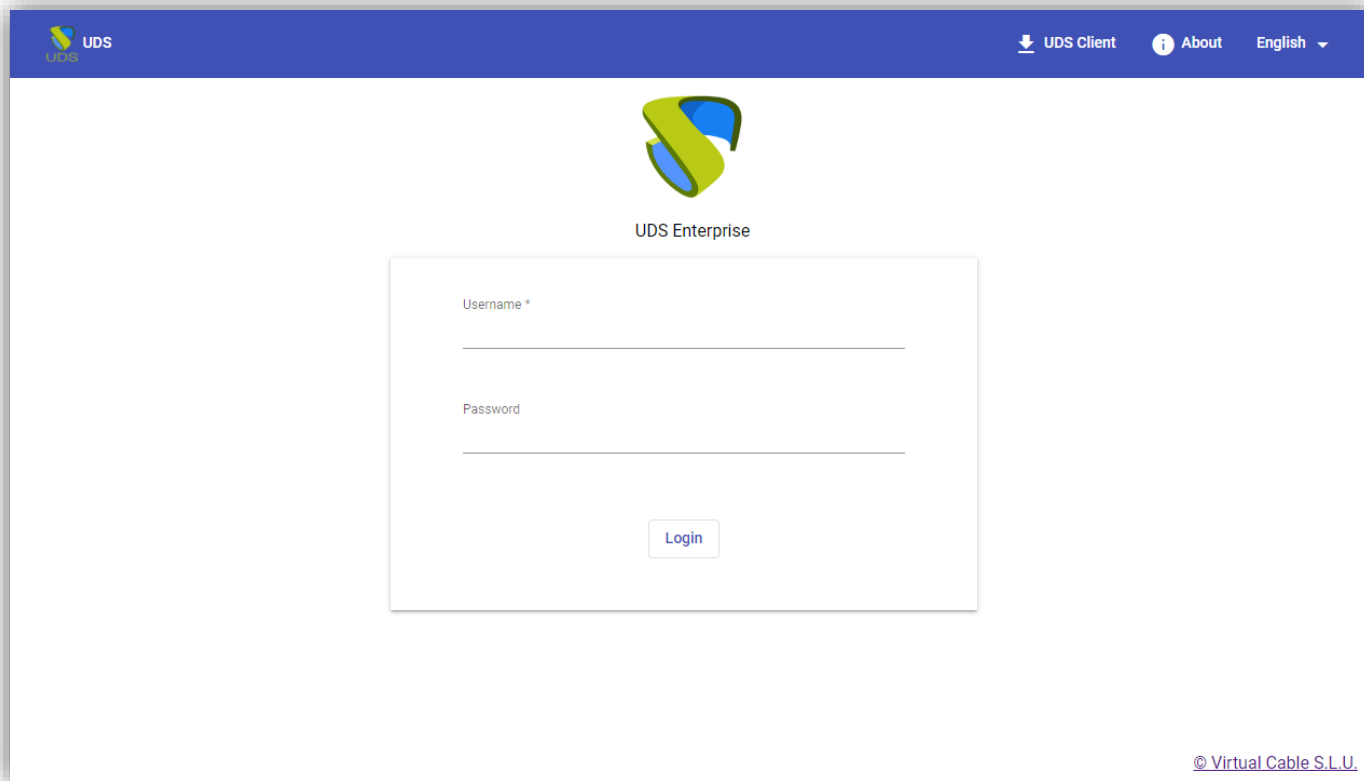 UDS
UDS
UDS Client
About
English
UDS Enterprise
Username *
Password
Login
© Virtual Cable S.L.U.